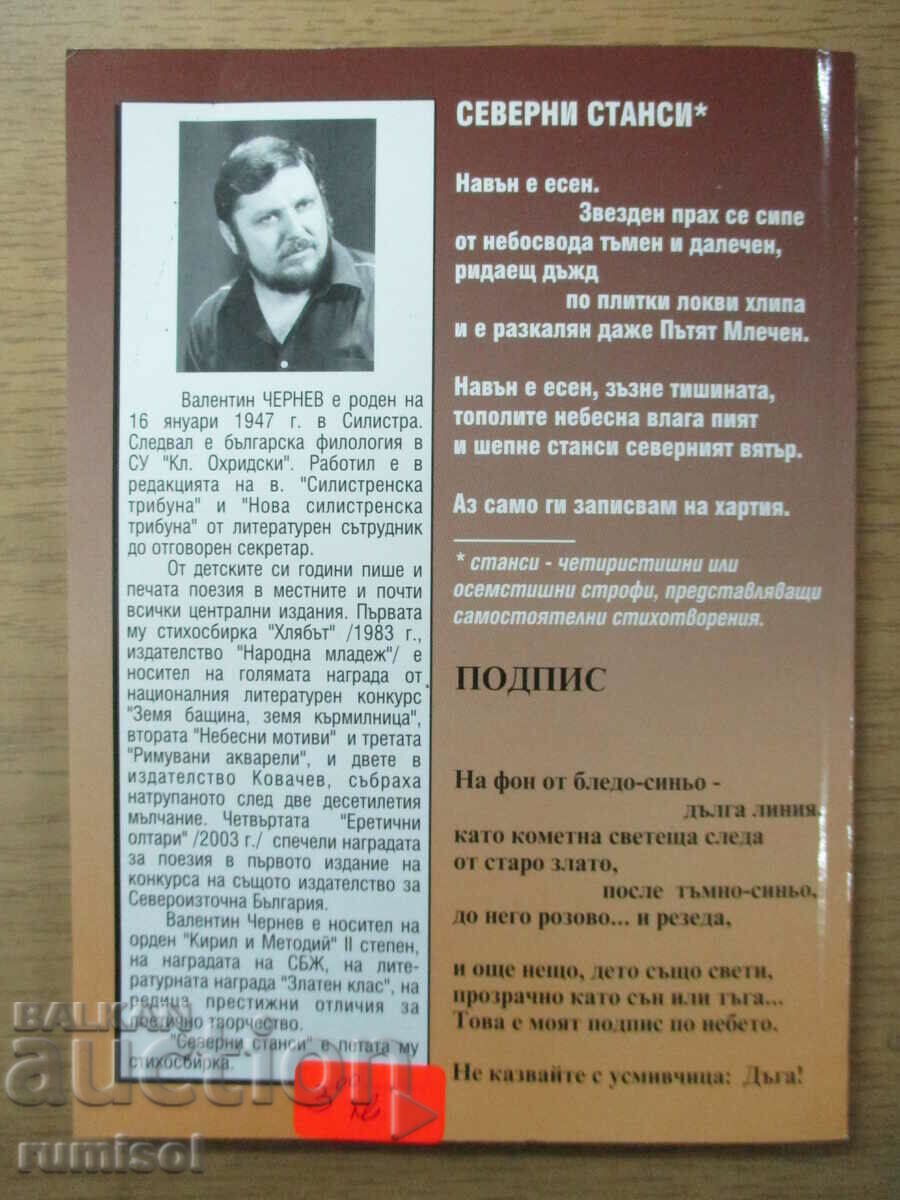 Валентин ЧЕРНЕВ е роден на
16 януари 1947 г. в Силистра.
Следвал е българска филология в
СУ "Кл. Охридски". Работил е в
редакцията на в. "Силистренска
трибуна" и "Нова силистренска
трибуна" от литературен сътрудник
до отговорен секретар.
От детските си години пише и
печата поезия в местните и почти
всички централни издания. Първата
му стихосбирка "Хлябът" /1983 г.,
издателство "Народна младеж"/ е
носител на голямата награда от
националния литературен конкурс
"Земя бащина, земя кърмилница",
втората "Небесни мотиви" и третата
"Римувани акварели", и двете в
издателство Ковачев, събраха
натрупаното след две десетилетия
мълчание. Четвъртата "Еретични
олтари" /2003 г./ спечели наградата
за поезия в първото издание на
конкурса на същото издателство за
Североизточна България.
Валентин Чернев е носител на
орден "Кирил и Методий" II степен,
на наградата на СБЖ, на лите-
ратурната награда "Златен клас", на
редица престижни отличия за
поетично творчество.
"Северни станси" е петата му
стихосбирка.
СЕВЕРНИ СТАНСИ*
Навън е есен.
Звезден прах се сипе
от небосвода тъмен и далечен,
ридаещ дъжд
по плитки локви хлипа
и е разкалян даже Пътят Млечен.
Навън е есен, зъзне тишината,
тополите небесна влага пият
и шепне станси северният вятър.
Аз само ги записвам на хартия.
* станси - четиристишни или
осемстишни строфи, представляващи
самостоятелни стихотворения.
ПОДПИС
На фон от бледо-синьо -
дълга линия,
като кометна светеща следа
от старо злато,
после тъмно-синьо,
до него розово... и резеда,
и още нещо, дето също свети,
прозрачно като сън или тъга...
Това е моят подпис по небето.
Не казвайте с усмивчица: Дъга!
BALKAN
auction
rumisol